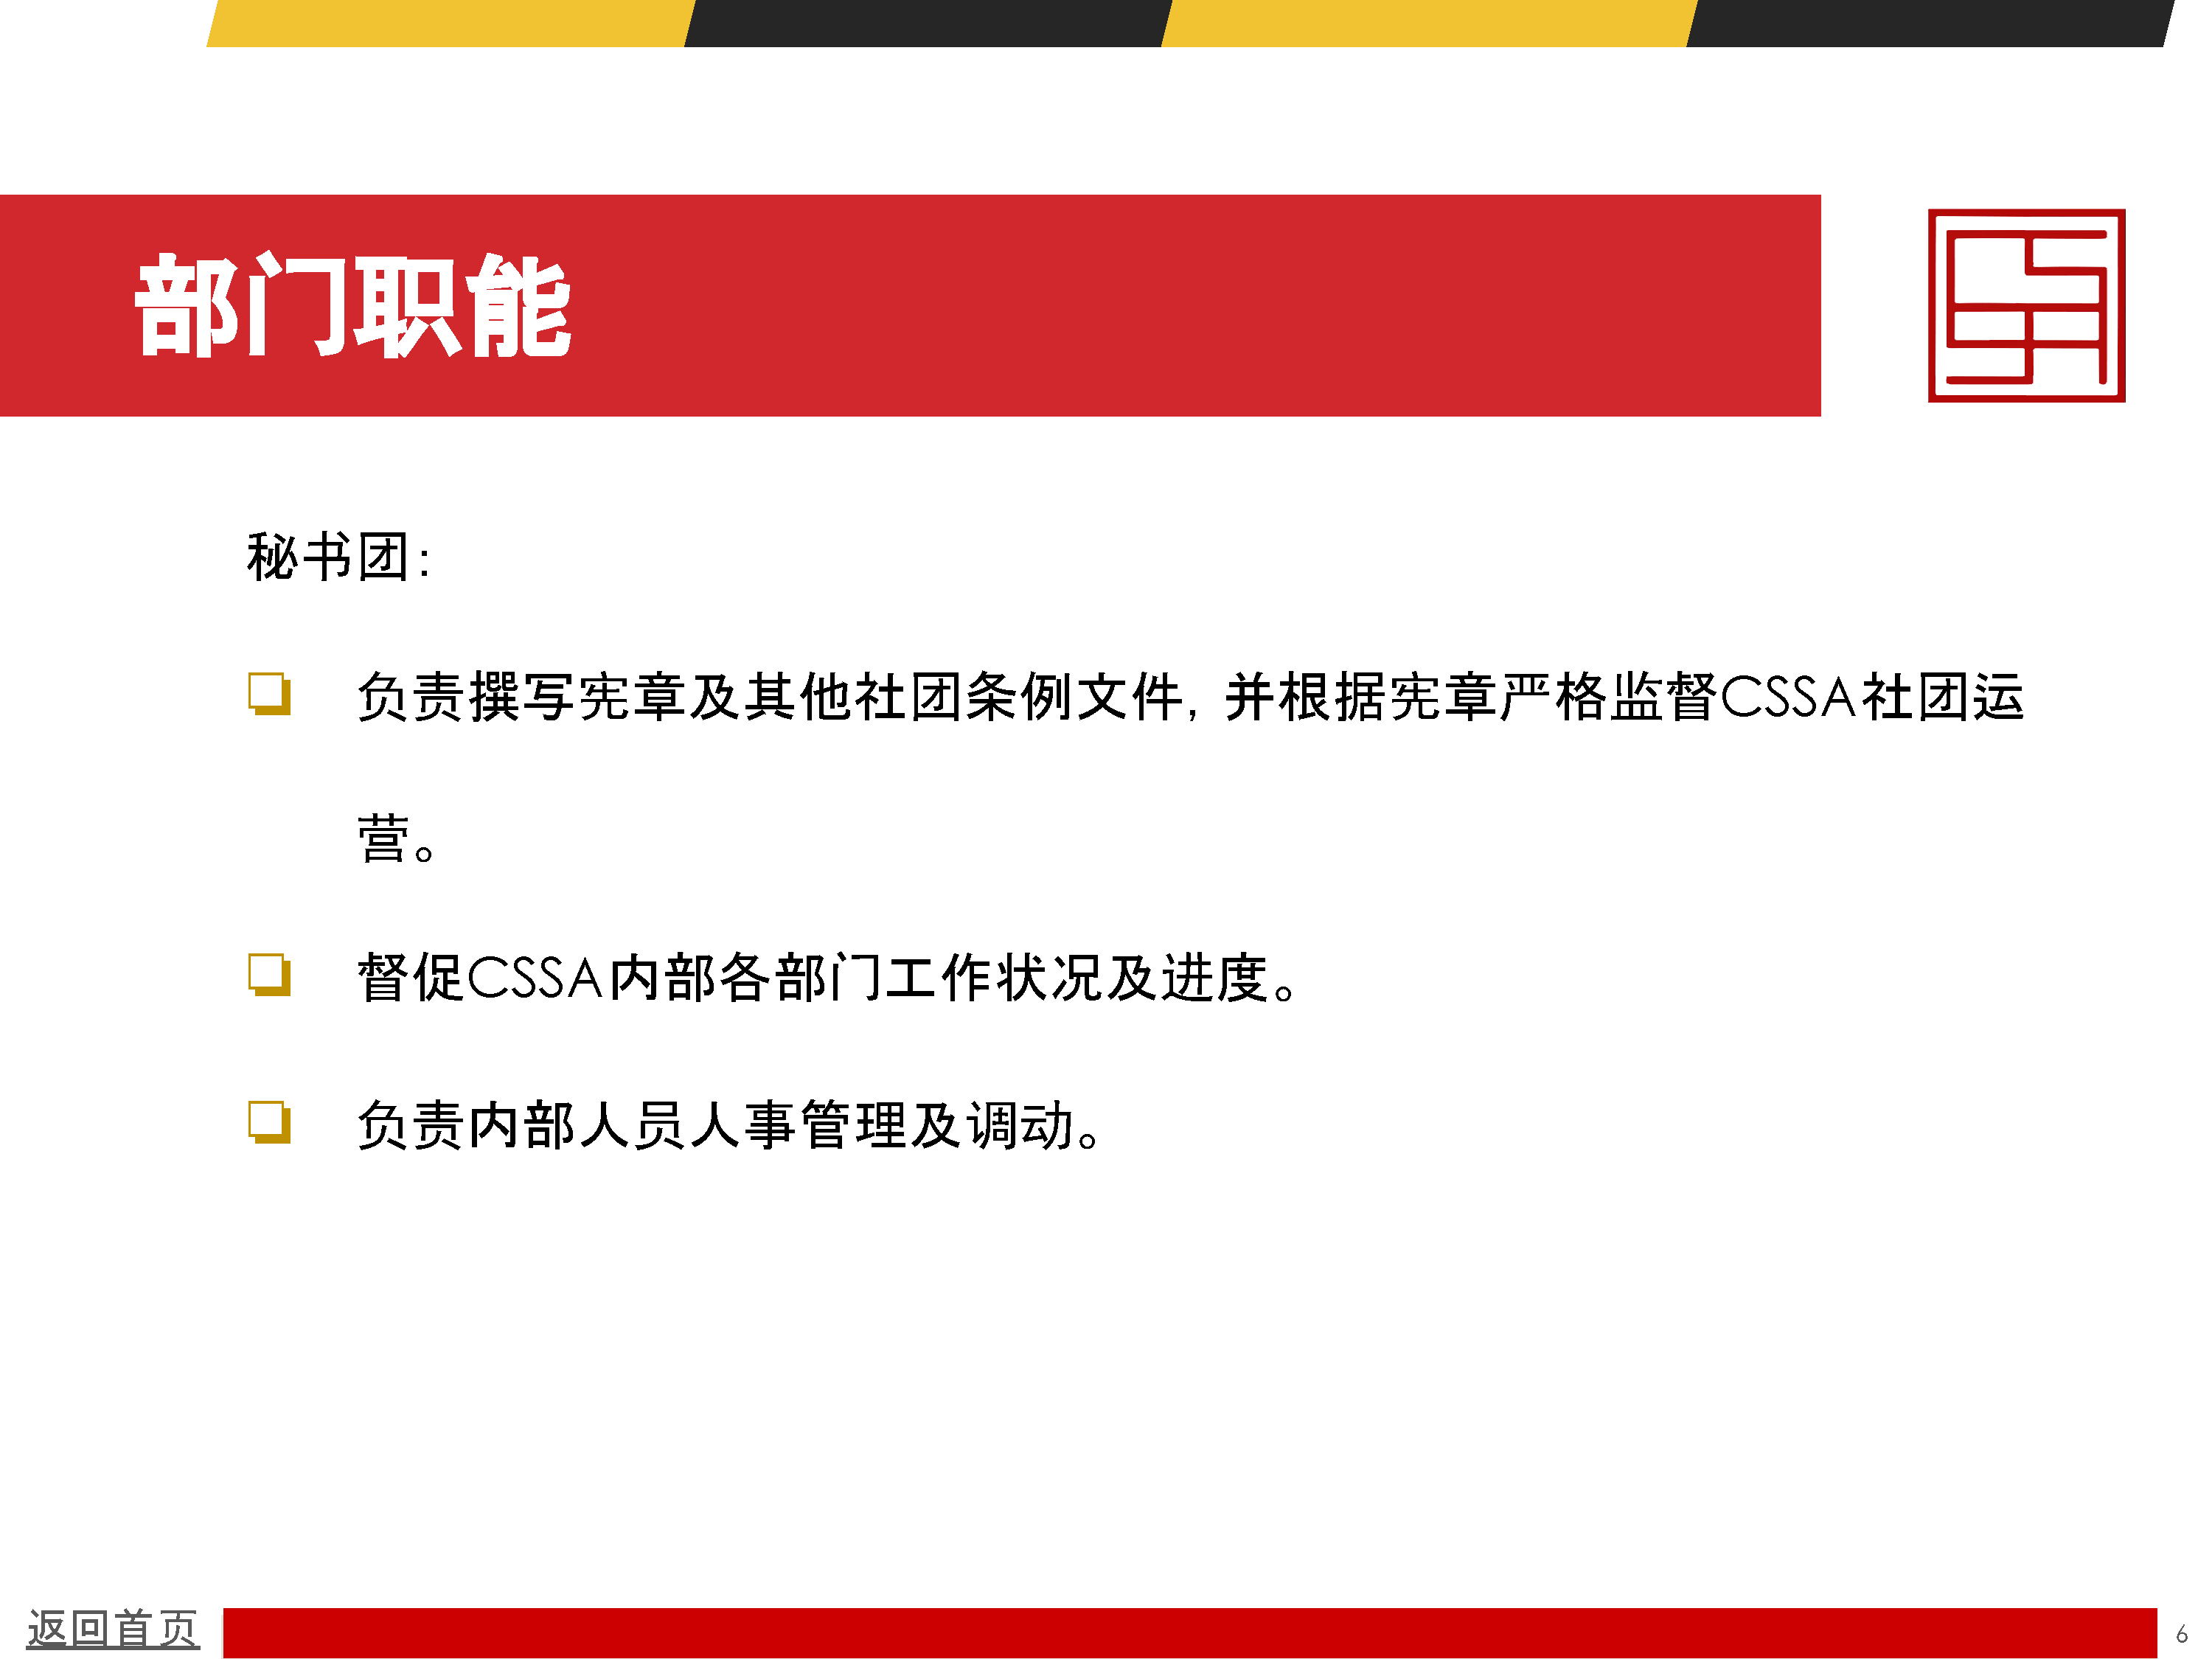 部门职能
秘书团：
❏ 负责撰写宪章及其他社团条例文件，并根据宪章严格监督CSSA社团运
营。
❏ 督促CSSA内部各部门工作状况及进度。
❏ 负责内部人员人事管理及调动。
返回首页
6